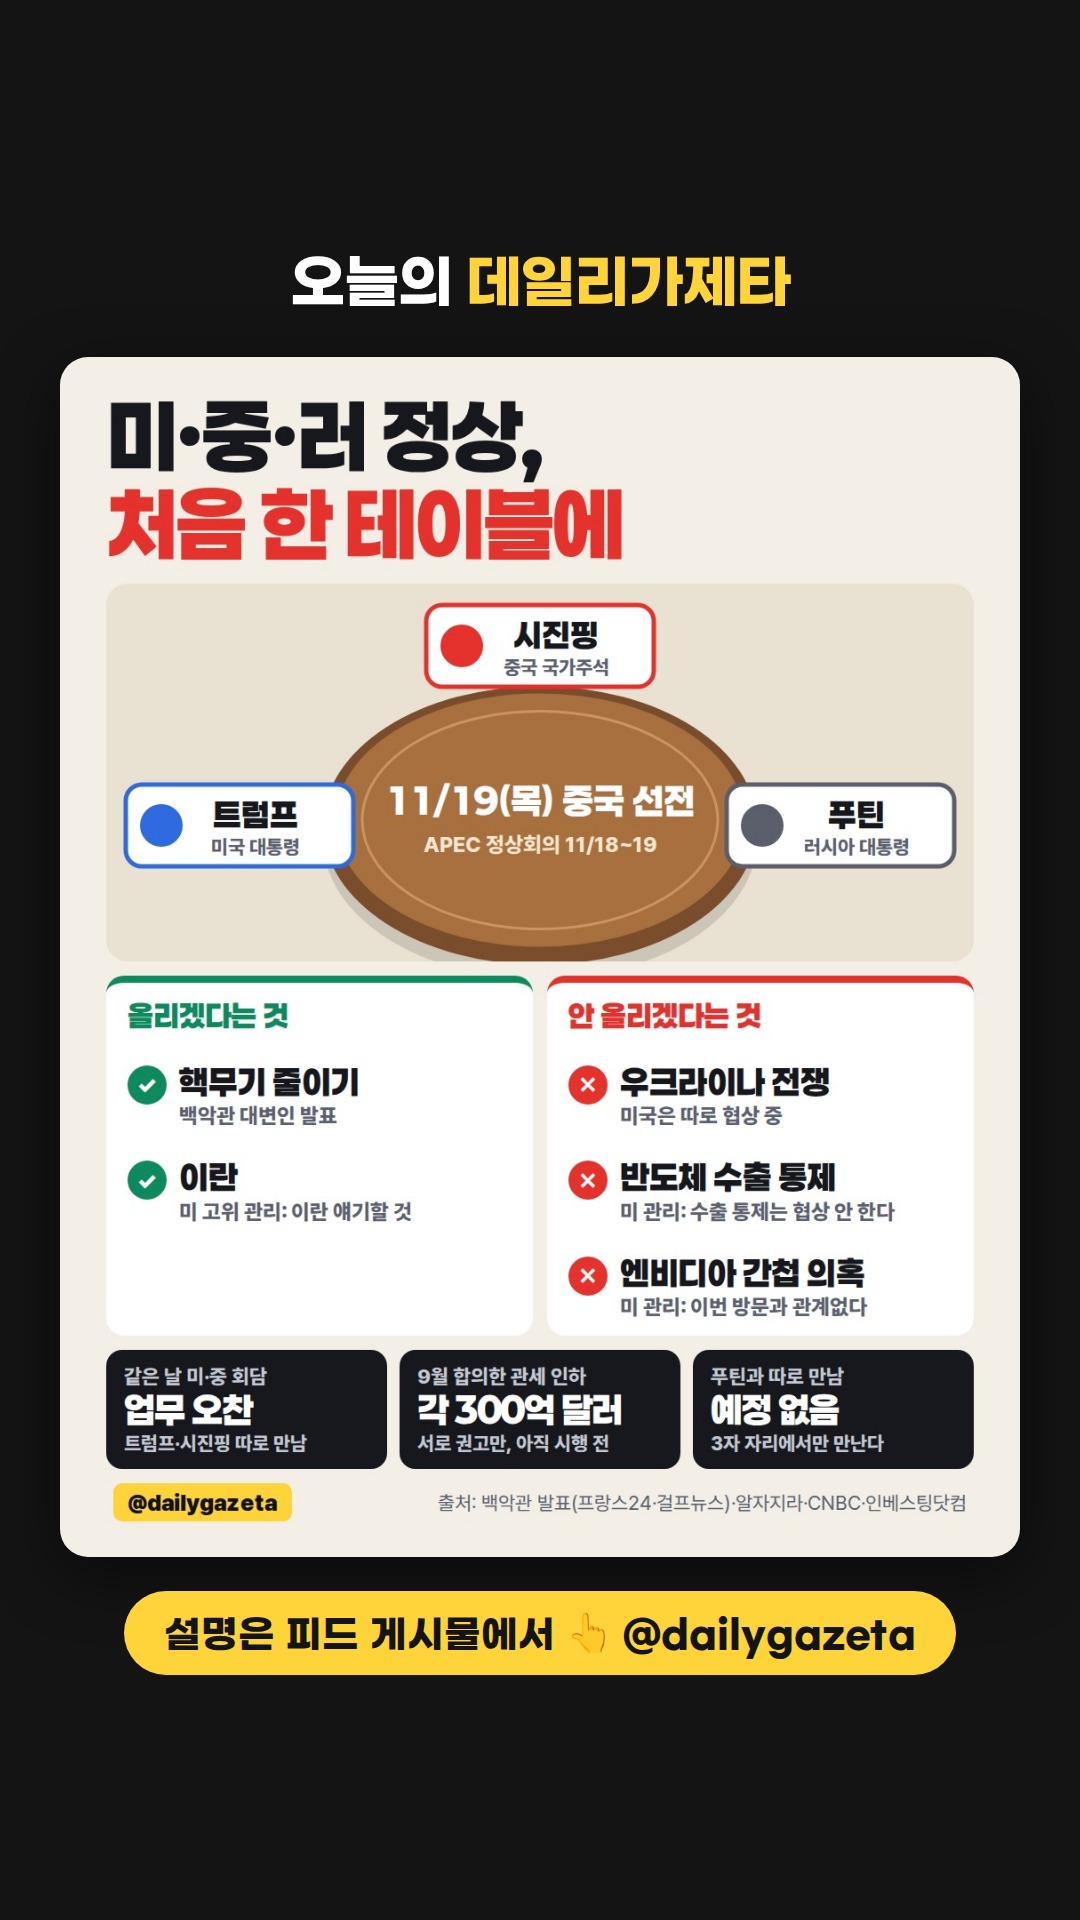 오늘의 데일리가제타
미·중·러 정상,
처음 한 테이블에
시진핑
중국 국가주석
트럼프
미국 대통령
11/19(목) 중국 선전
APEC 정상회의 11/18~19
푸틴
러시아 대통령
올리겠다는 것
핵무기 줄이기
백악관 대변인 발표
이란
미 고위 관리: 이란 얘기할 것
안 올리겠다는 것
우크라이나 전쟁
미국은 따로 협상 중
반도체 수출 통제
미 관리: 수출 통제는 협상 안 한다
엔비디아 간첩 의혹
미 관리: 이번 방문과 관계없다
같은 날 미·중 회담
업무 오찬
트럼프·시진핑 따로 만남
9월 합의한 관세 인하
각 300억 달러
서로 권고만, 아직 시행 전
푸틴과 따로 만남
예정 없음
3자 자리에서만 만난다
@dailygazeta
출처: 백악관 발표(프랑스24·걸프뉴스)·알자지라·CNBC·인베스팅닷컴
설명은 피드 게시물에서 👆 @dailygazeta